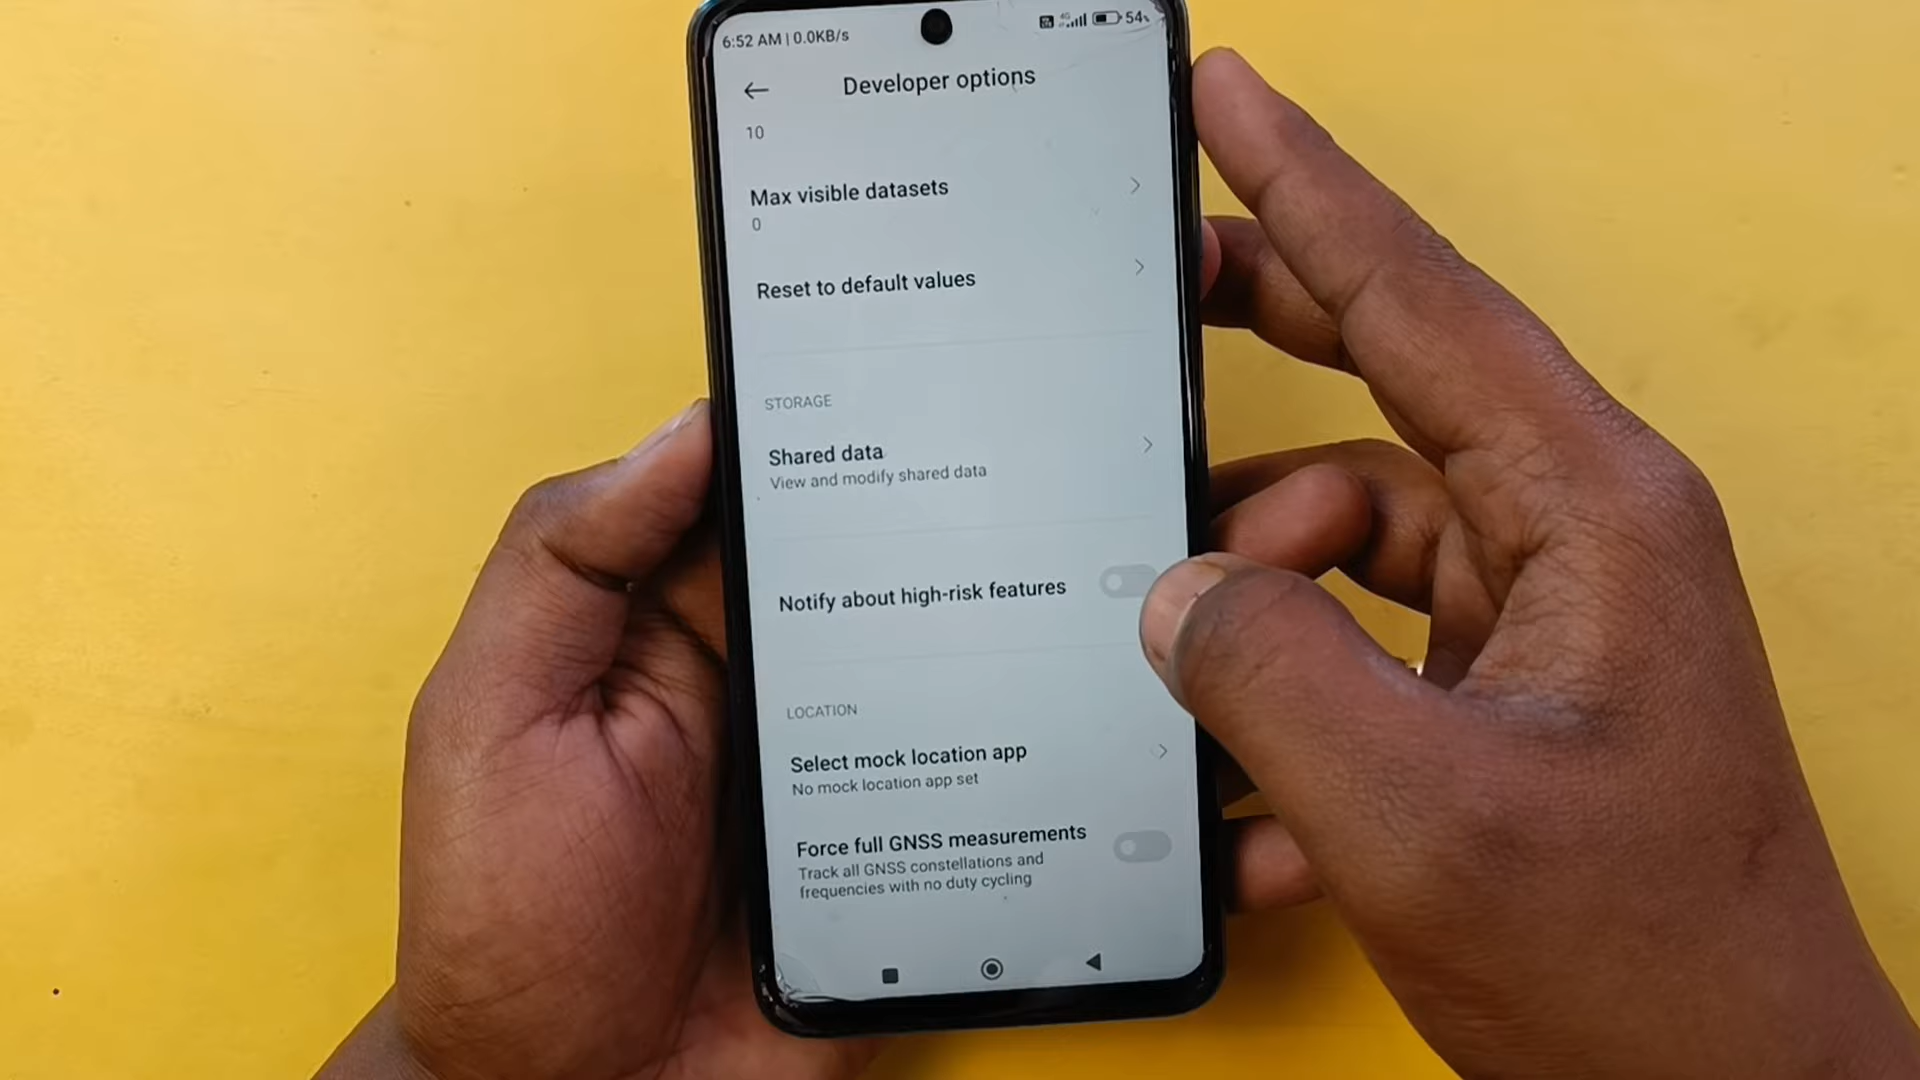 6:52 AM | 0.0KB/s
4G
54%
Developer options
10
Max visible datasets
0
Reset to default values
STORAGE
Shared data
View and modify shared data
Notify about high-risk features
LOCATION
Select mock location app
No mock location app set
Force full GNSS measurements
Track all GNSS constellations and
frequencies with no duty cycling